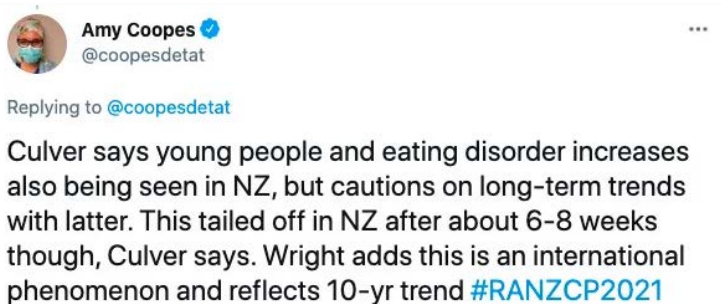 Amy Coopes
@coopesdetat
Replying to @coopesdetat
Culver says young people and eating disorder increases
also being seen in NZ, but cautions on long-term trends
with latter. This tailed off in NZ after about 6-8 weeks
though, Culver says. Wright adds this is an international
phenomenon and reflects 10-yr trend #RANZCP2021